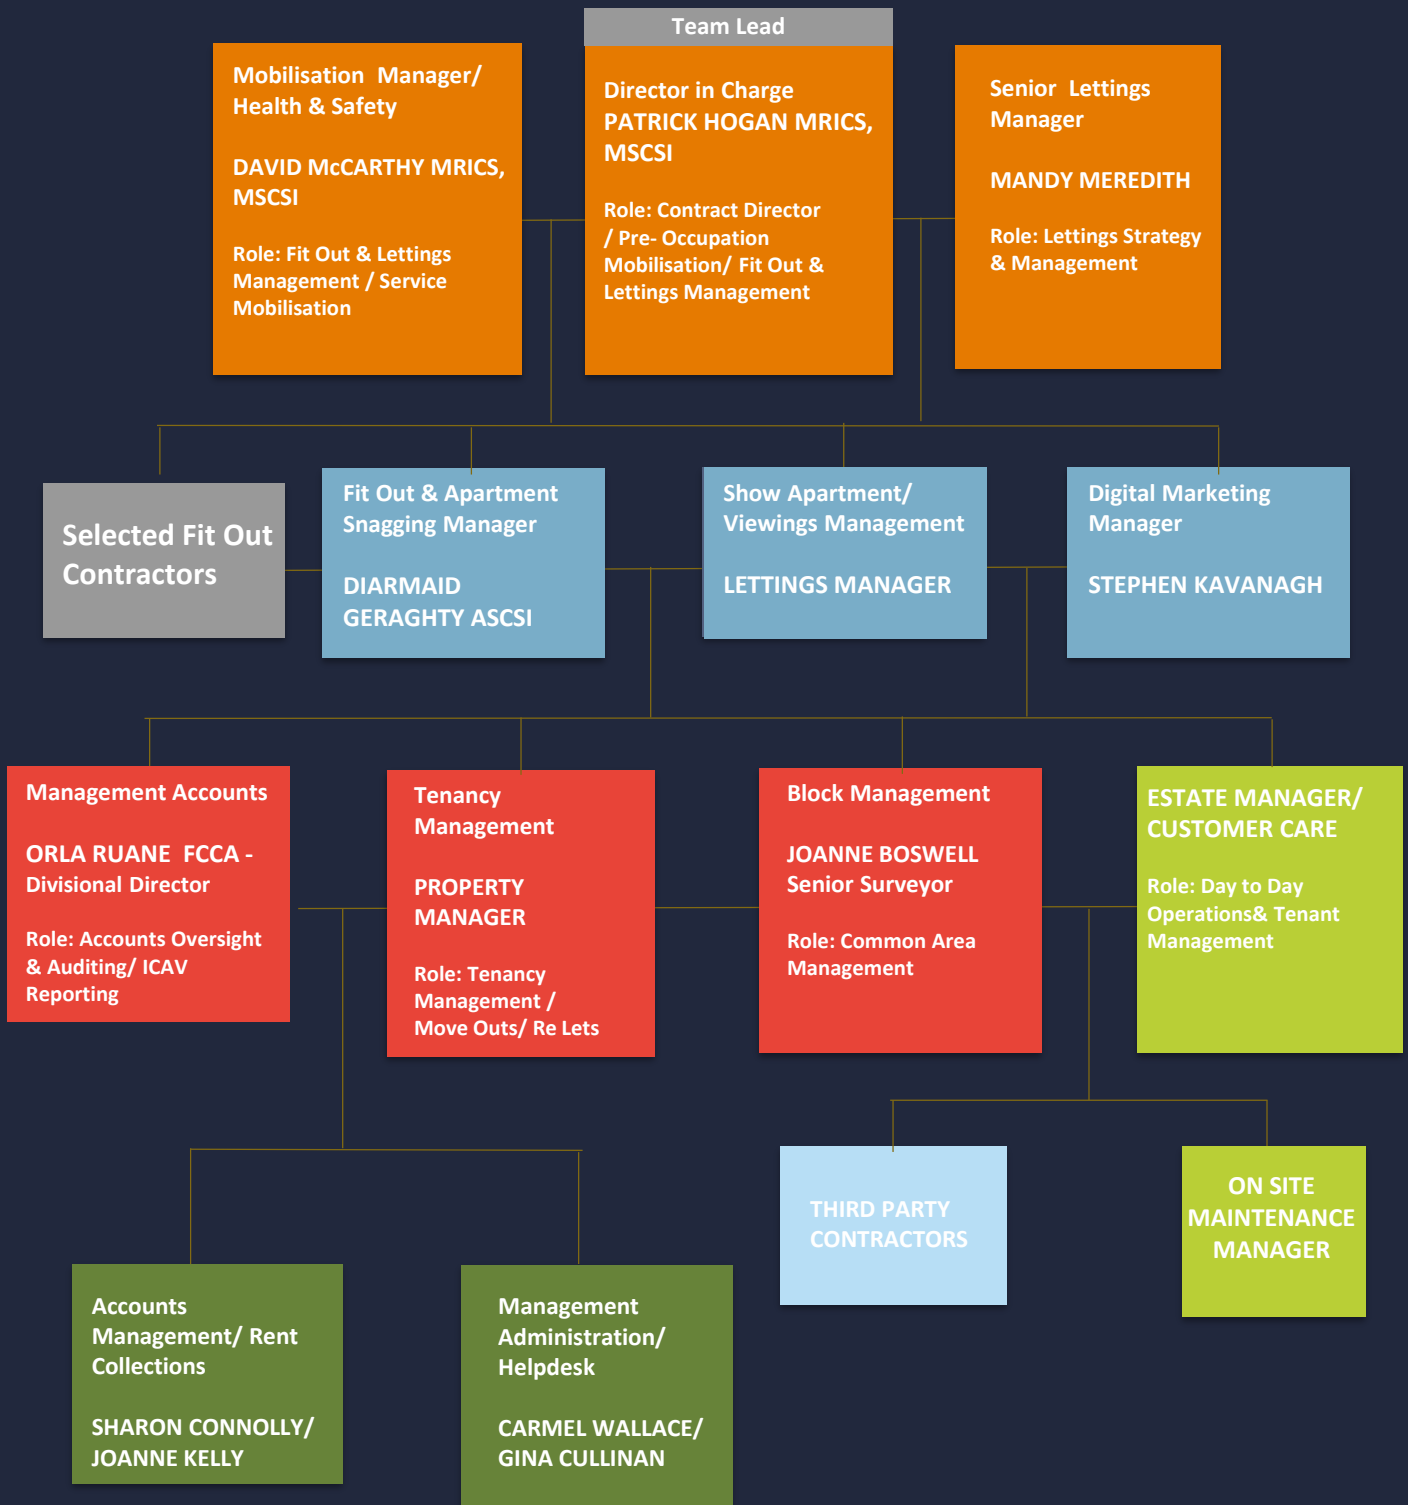 Team Lead
Mobilisation Manager/
Health & Safety
DAVID McCARTHY MRICS,
MSCSI
Role: Fit Out & Lettings
Management / Service
Mobilisation
Director in Charge
PATRICK HOGAN MRICS,
MSCSI
Role: Contract Director
/ Pre- Occupation
Mobilisation/ Fit Out &
Lettings Management
Senior Lettings
Manager
MANDY MEREDITH
Role: Lettings Strategy
& Management
Selected Fit Out
Contractors
Fit Out & Apartment
Snagging Manager
DIARMAID
GERAGHTY ASCSI
Show Apartment/
Viewings Management
LETTINGS MANAGER
Digital Marketing
Manager
STEPHEN KAVANAGH
Management Accounts
ORLA RUANE FCCA -
Divisional Director
Role: Accounts Oversight
& Auditing/ ICAV
Reporting
Tenancy
Management
PROPERTY
MANAGER
Role: Tenancy
Management /
Move Outs/ Re Lets
Block Management
JOANNE BOSWELL
Senior Surveyor
Role: Common Area
Management
ESTATE MANAGER/
CUSTOMER CARE
Role: Day to Day
Operations& Tenant
Management
THIRD PARTY
CONTRACTORS
ON SITE
MAINTENANCE
MANAGER
Accounts
Management/ Rent
Collections
SHARON CONNOLLY/
JOANNE KELLY
Management
Administration/
Helpdesk
CARMEL WALLACE/
GINA CULLINAN